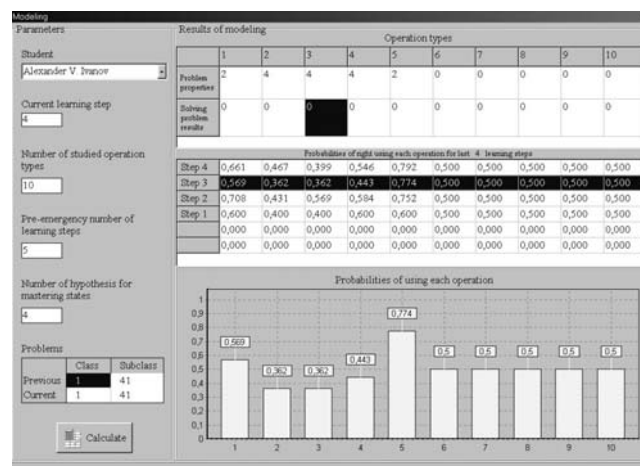 Modeling
Parameters
Student
Alexander V. Ivanov
Current learning step
4
Number of studied operation
types
10
Pre-emergency number of
learning steps
5
Number of hypothesis for
mastering states
4
Problems
Class Subclass
Previous 1 41
Current 1 41
Calculate
Results of modeling
Operation types
1 2 3 4 5 6 7 8 9 10
Problem
properties
2 4 4 4 2 0 0 0 0 0
Solving
problem
results
0 0 0 0 0 0 0 0 0 0
Probabilities of right using each operation for last 4 learning steps
Step 4 0,661 0,467 0,399 0,546 0,792 0,500 0,500 0,500 0,500 0,500
Step 3 0,569 0,362 0,362 0,443 0,774 0,500 0,500 0,500 0,500 0,500
Step 2 0,708 0,431 0,569 0,584 0,752 0,500 0,500 0,500 0,500 0,500
Step 1 0,600 0,400 0,400 0,600 0,600 0,500 0,500 0,500 0,500 0,500
0,000 0,000 0,000 0,000 0,000 0,000 0,000 0,000 0,000 0,000
0,000 0,000 0,000 0,000 0,000 0,000 0,000 0,000 0,000 0,000
Probabilities of using each operation
1
0,9
0,8
0,7
0,6
0,5
0,4
0,3
0,2
0,1
0
0,569 0,362 0,362 0,443 0,774 0,5 0,5 0,5 0,5 0,5
1 2 3 4 5 6 7 8 9 10